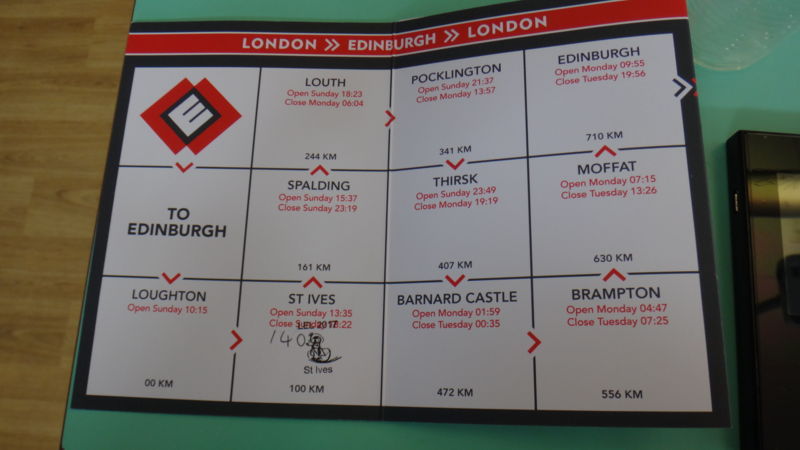 LONDON » EDINBURGH » LONDON
E
TO
EDINBURGH
LOUGHTON
Open Sunday 10:15
00 KM
LOUTH
Open Sunday 18:23
Close Monday 06:04
244 KM
SPALDING
Open Sunday 15:37
Close Sunday 23:19
161 KM
ST IVES
Open Sunday 13:35
Close Sunday 18:22
LEL 2017
St Ives
100 KM
POCKLINGTON
Open Sunday 21:37
Close Monday 13:57
341 KM
THIRSK
Open Sunday 23:49
Close Monday 19:19
407 KM
BARNARD CASTLE
Open Monday 01:59
Close Tuesday 00:35
472 KM
EDINBURGH
Open Monday 09:55
Close Tuesday 19:56
710 KM
MOFFAT
Open Monday 07:15
Close Tuesday 13:26
630 KM
BRAMPTON
Open Monday 04:47
Close Tuesday 07:25
556 KM